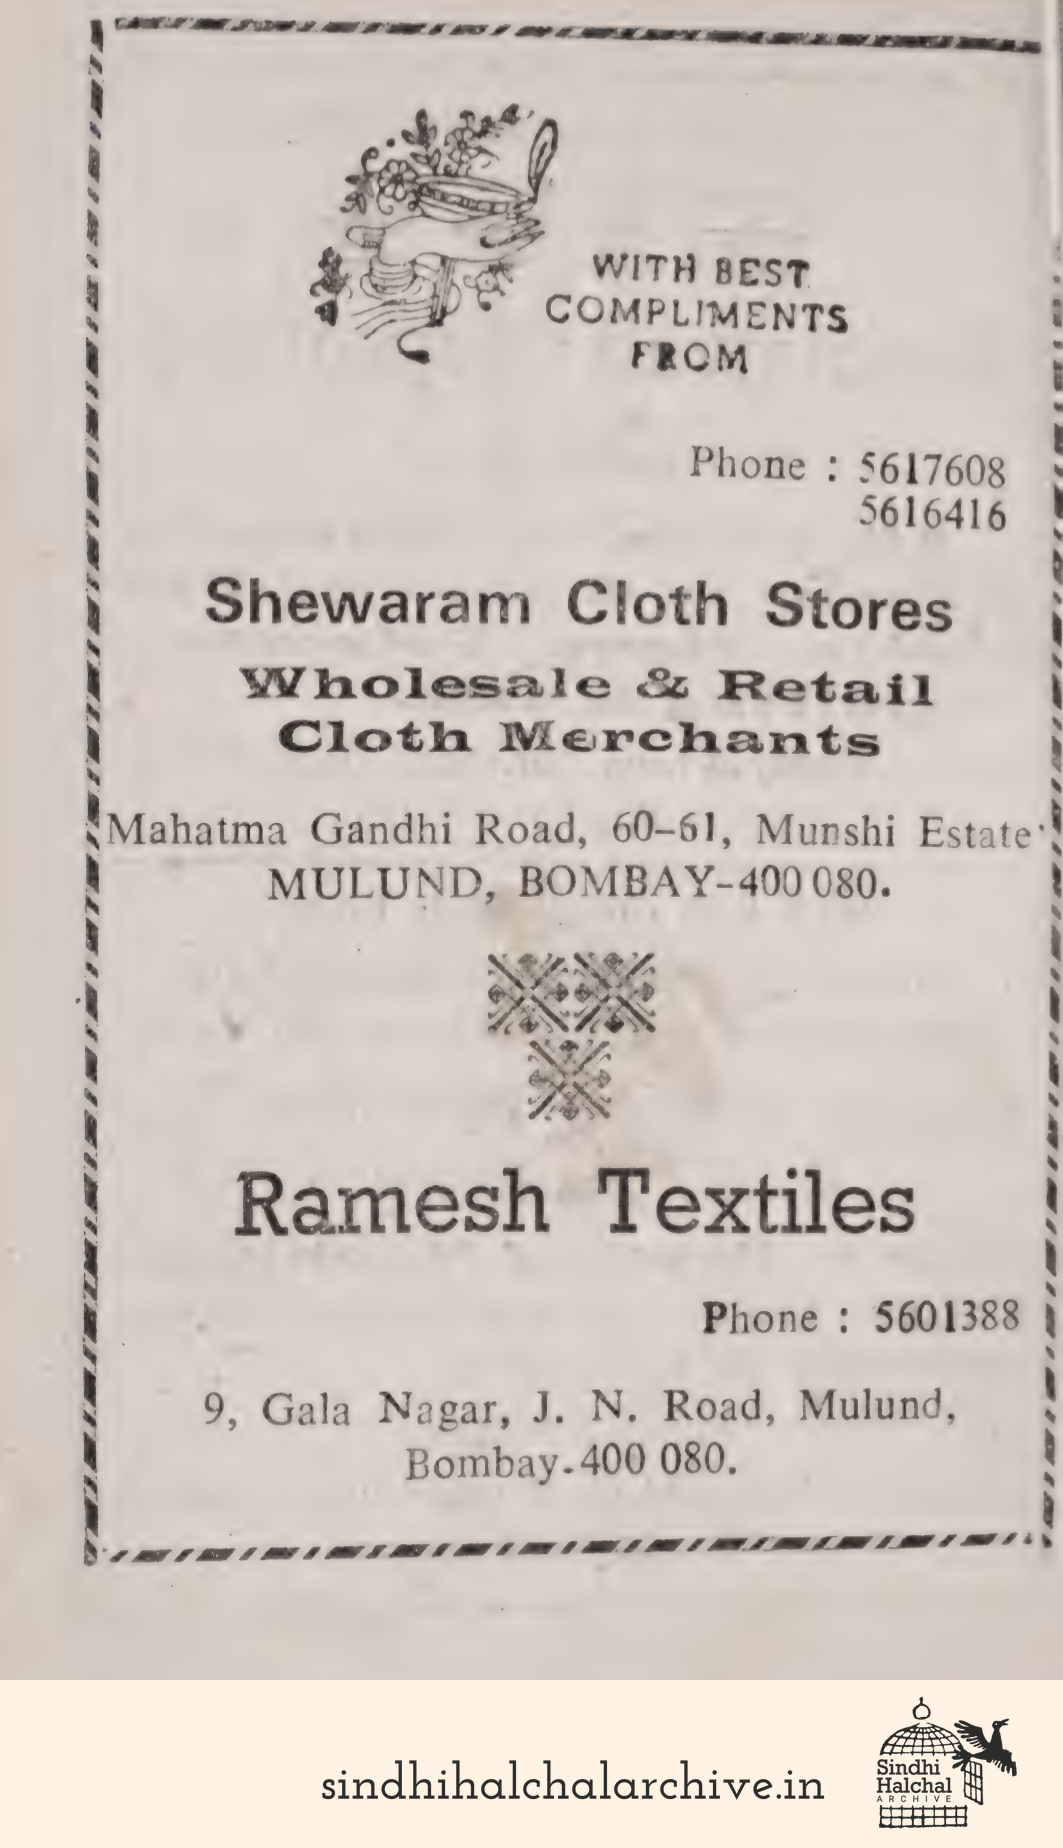 WITH BEST
COMPLIMENTS
FROM
Phone : 5617608
5616416
Shewaram Cloth Stores
Wholesale & Retail
Cloth Merchants
Mahatma Gandhi Road, 60-61, Munshi Estate
MULUND, BOMBAY-400 080.
Ramesh Textiles
Phone : 5601388
9, Gala Nagar, J. N. Road, Mulund,
Bombay-400 080.
sindhihalchalarchive.in
Sindhi
Halchal
ARCHIVE